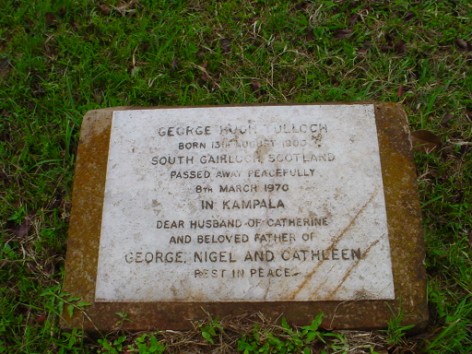 GEORGE HUGH TULLOCH
BORN 13TH AUGUST
SOUTH GAIRLOCH, SCOTLAND
PASSED AWAY PEACEFULLY
8TH MARCH 1970
IN KAMPALA
DEAR HUSBAND OF CATHERINE
AND BELOVED FATHER OF
GEORGE, NIGEL AND CATHLEEN
REST IN PEACE